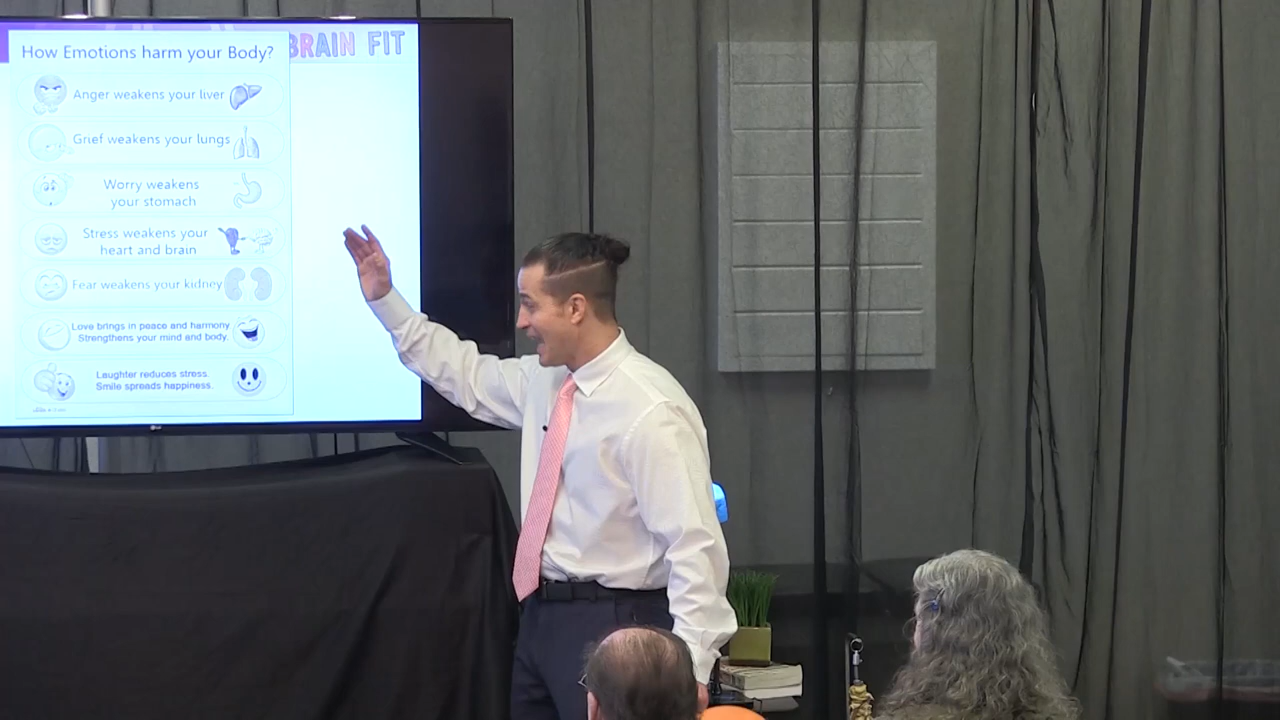 BRAIN FIT
How Emotions harm your Body?
Anger weakens your liver
Grief weakens your lungs
Worry weakens
your stomach
Stress weakens your
heart and brain
Fear weakens your kidney
Love brings in peace and harmony
Strengthens your mind and body.
Laughter reduces stress.
Smile spreads happiness.
LG